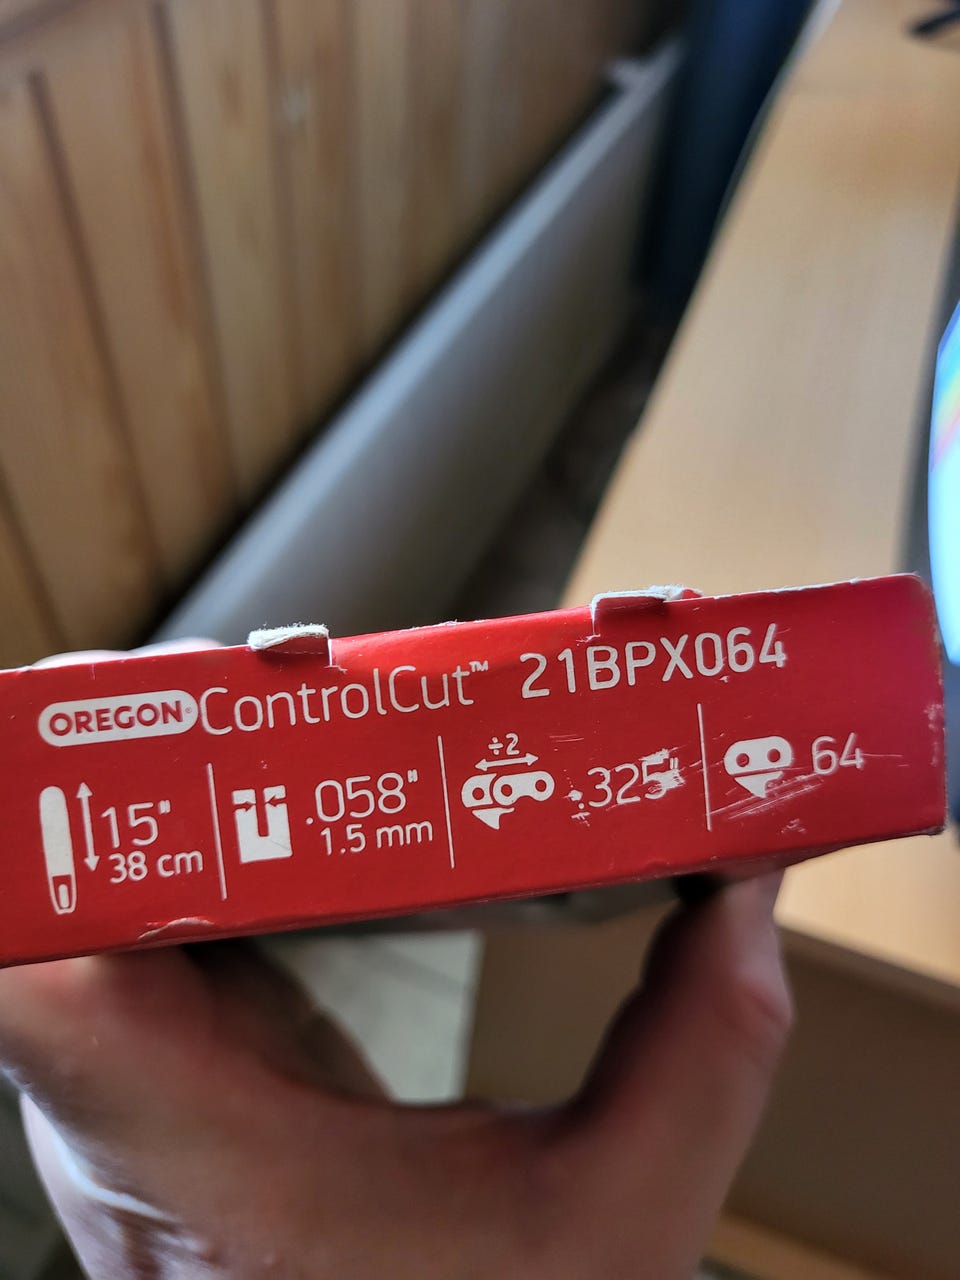 OREGON® ControlCut™ 21BPX064
15" .058" ÷2 .325" 64
38 cm 1.5 mm